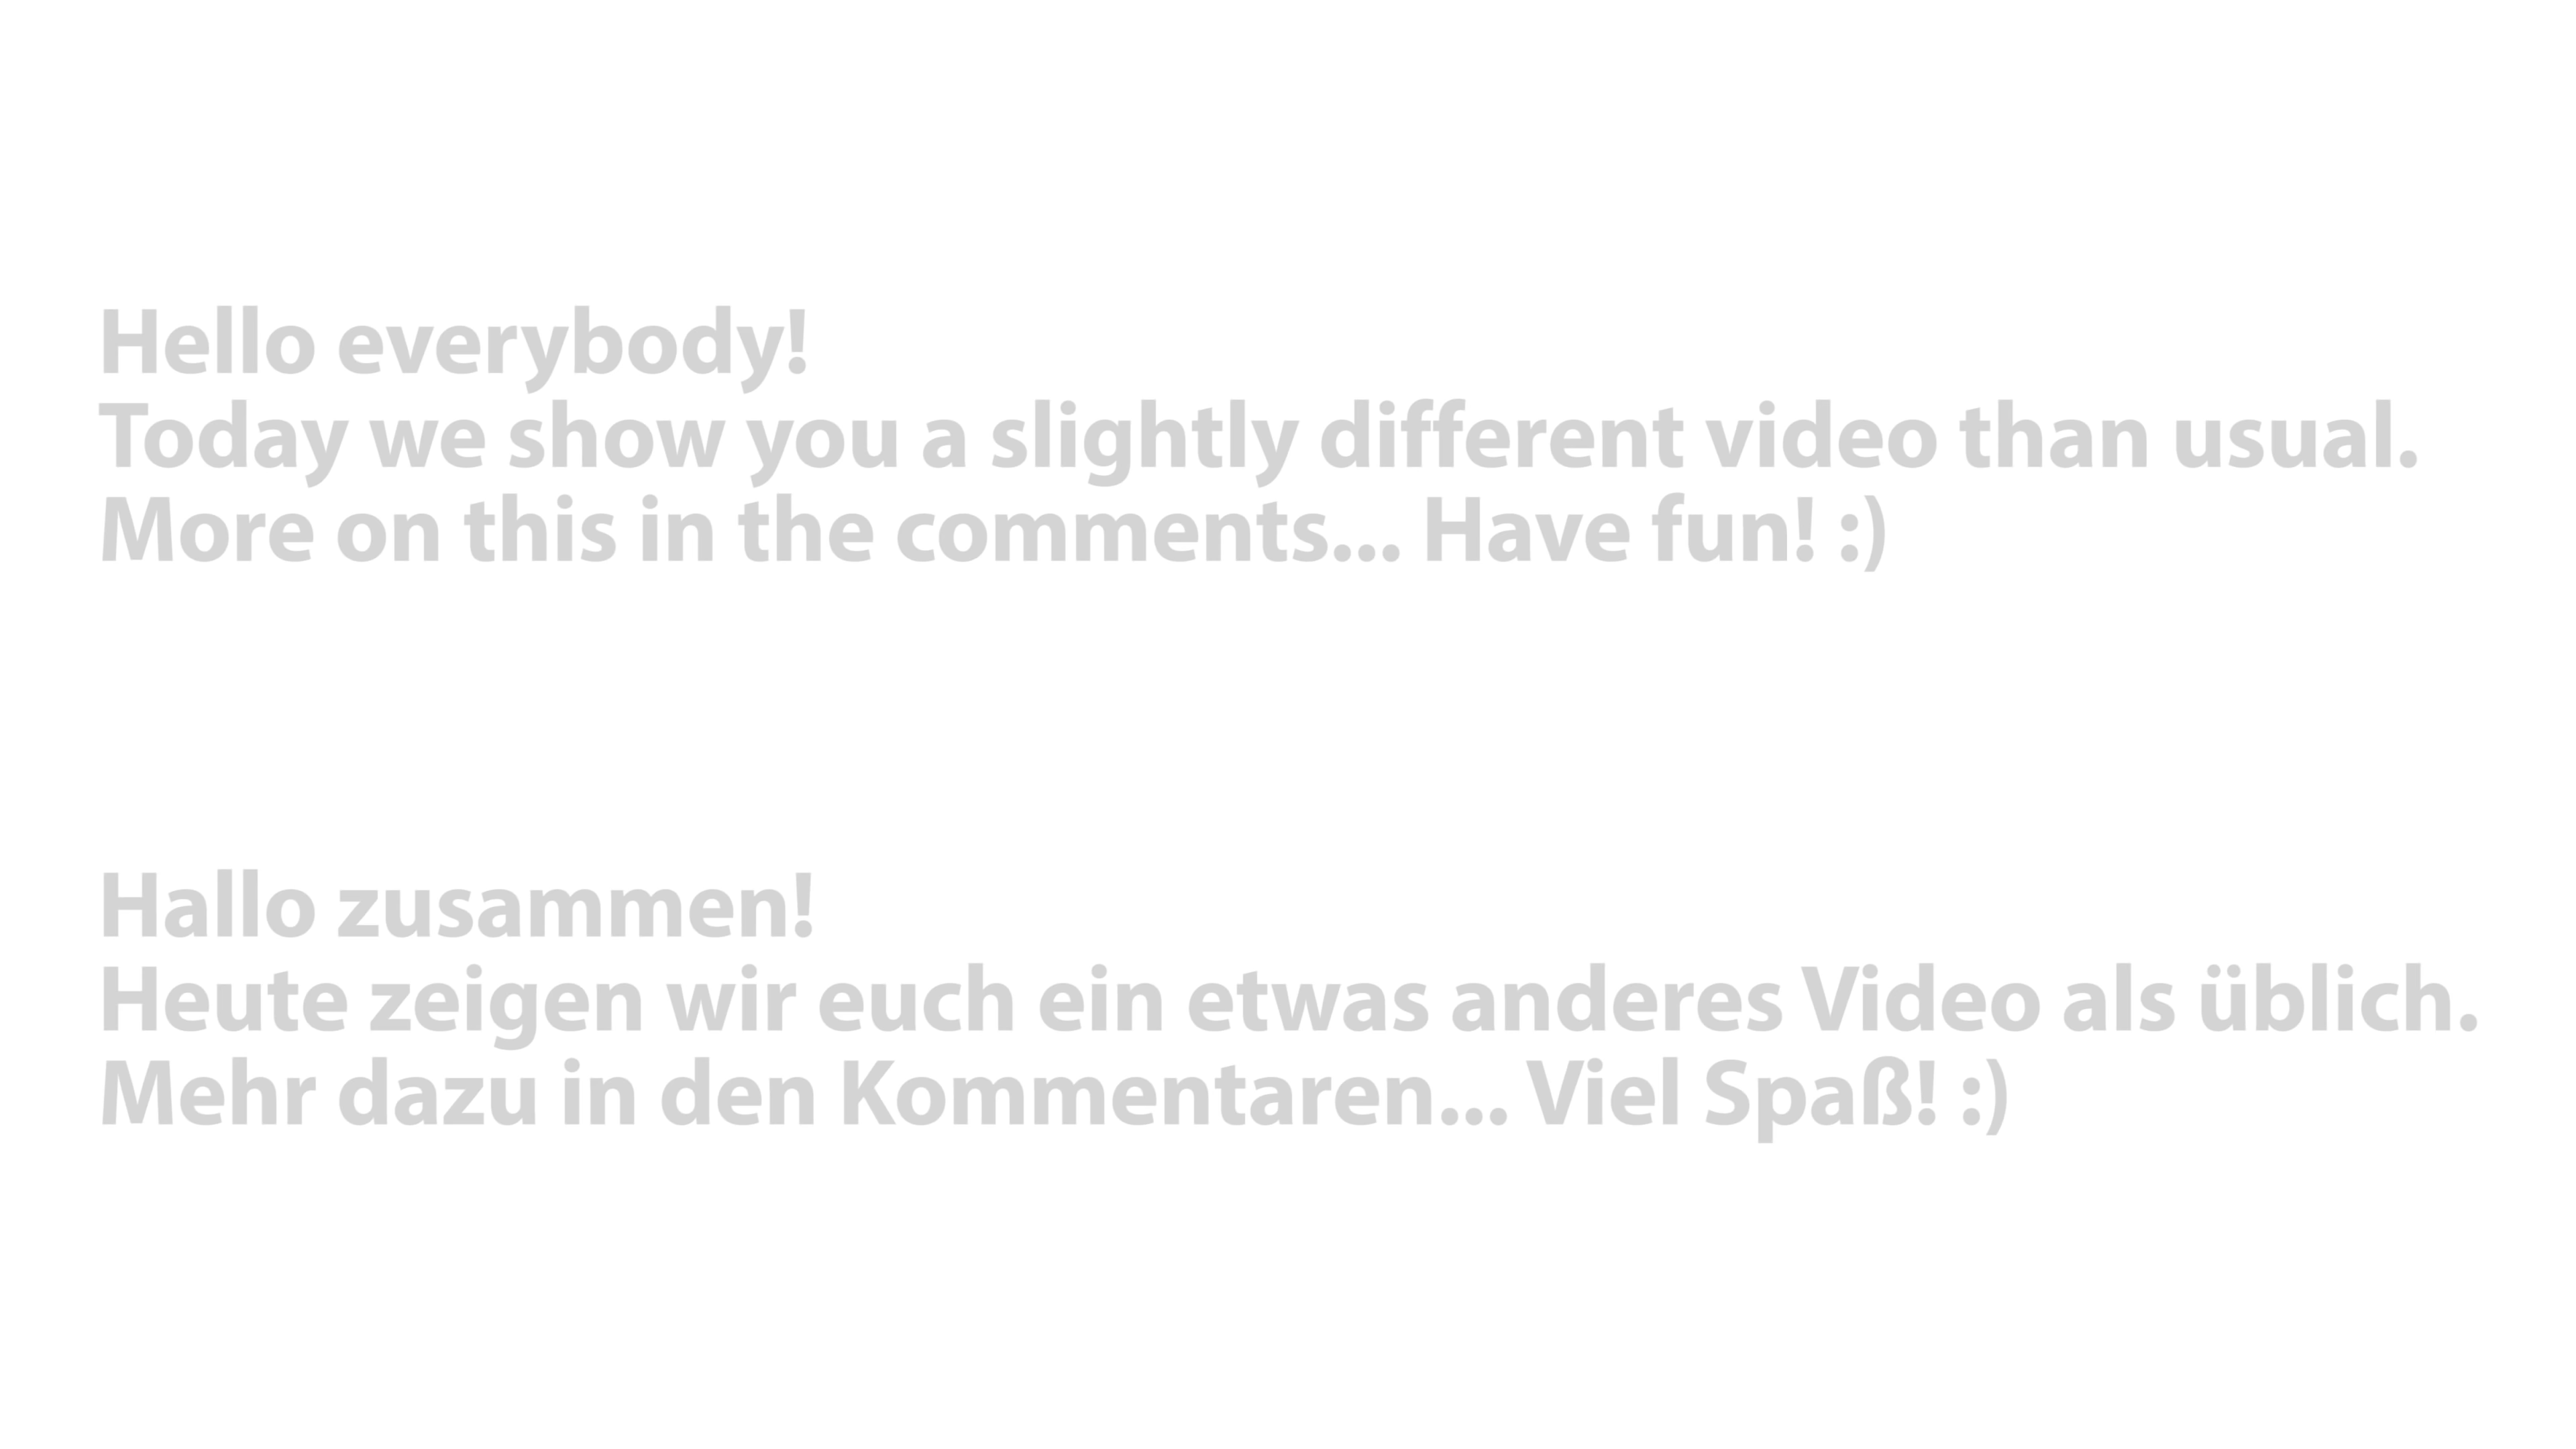 Hello everybody!
Today we show you a slightly different video than usual.
More on this in the comments... Have fun! :)
Hallo zusammen!
Heute zeigen wir euch ein etwas anderes Video als üblich.
Mehr dazu in den Kommentaren... Viel Spaß! :)